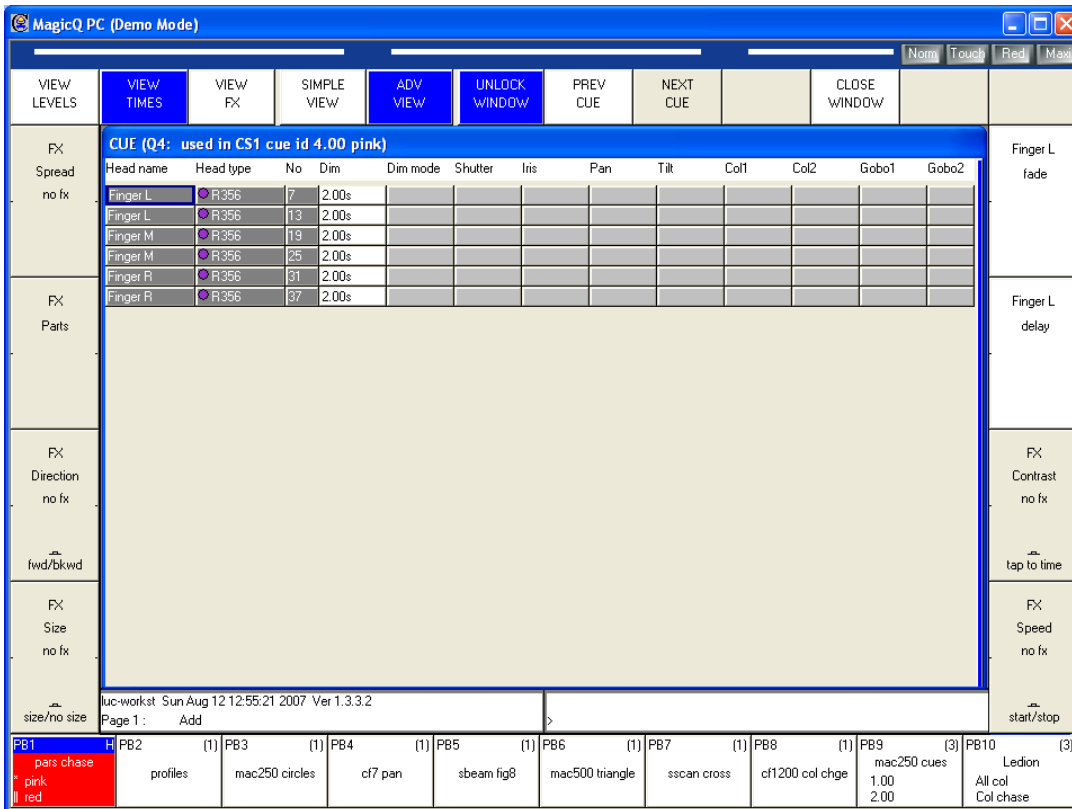 MagicQ PC (Demo Mode)
Norm Touch Red Maxi
VIEW LEVELS
VIEW TIMES
VIEW FX
SIMPLE VIEW
ADV VIEW
UNLOCK WINDOW
PREV CUE
NEXT CUE
CLOSE WINDOW
FX
Spread
no fx
FX
Parts
FX
Direction
no fx
fwd/bkwd
FX
Size
no fx
size/no size
CUE (Q4: used in CS1 cue id 4.00 pink)
Head name Head type No Dim Dim mode Shutter Iris Pan Tilt Col1 Col2 Gobo1 Gobo2
Finger L R356 7 2.00s
Finger L R356 13 2.00s
Finger M R356 19 2.00s
Finger M R356 25 2.00s
Finger R R356 31 2.00s
Finger R R356 37 2.00s
Finger L
fade
Finger L
delay
FX
Contrast
no fx
tap to time
FX
Speed
no fx
start/stop
luc-workst Sun Aug 12 12:55:21 2007 Ver 1.3.3.2
Page 1 : Add
>
PB1 H
pars chase
* pink
|| red
PB2 (1)
profiles
PB3 (1)
mac250 circles
PB4 (1)
cf7 pan
PB5 (1)
sbeam fig8
PB6 (1)
mac500 triangle
PB7 (1)
sscan cross
PB8 (1)
cf1200 col chge
PB9 (3)
mac250 cues
1.00
2.00
PB10 (3)
Ledion
All col
Col chase